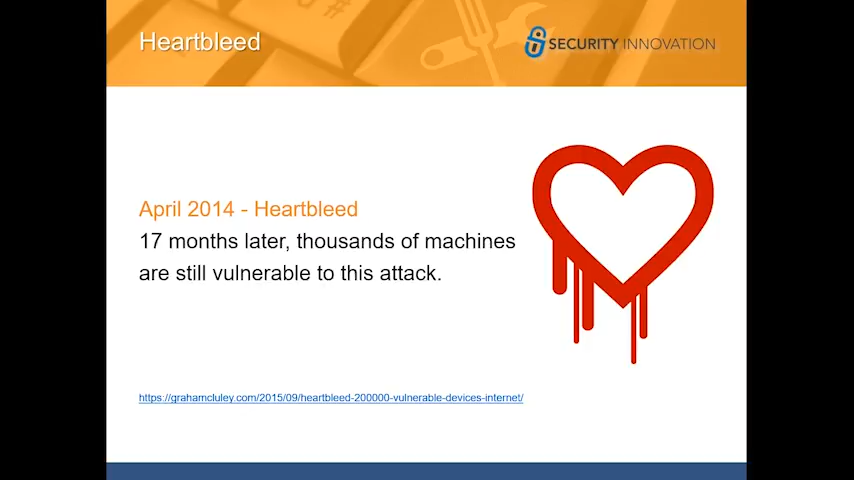 Heartbleed
SECURITY INNOVATION
April 2014 - Heartbleed
17 months later, thousands of machines
are still vulnerable to this attack.
https://grahamcluley.com/2015/09/heartbleed-200000-vulnerable-devices-internet/